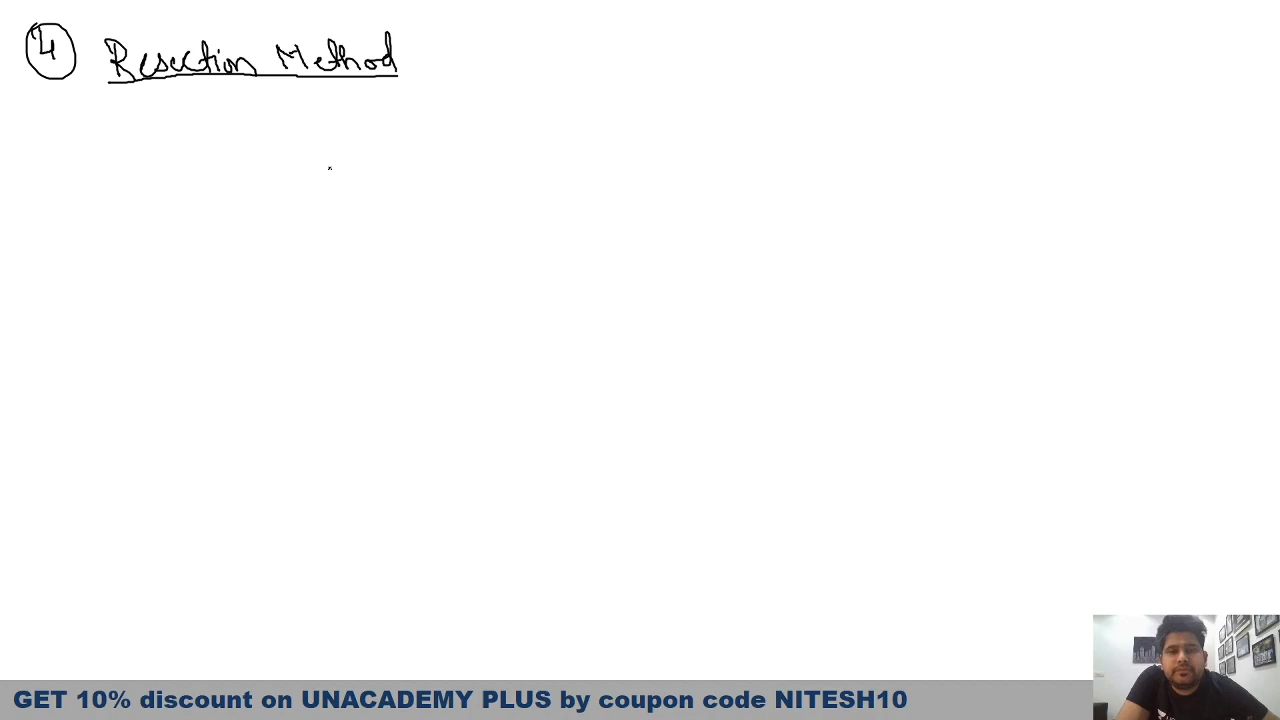 4 Resection Method
GET 10% discount on UNACADEMY PLUS by coupon code NITESH10